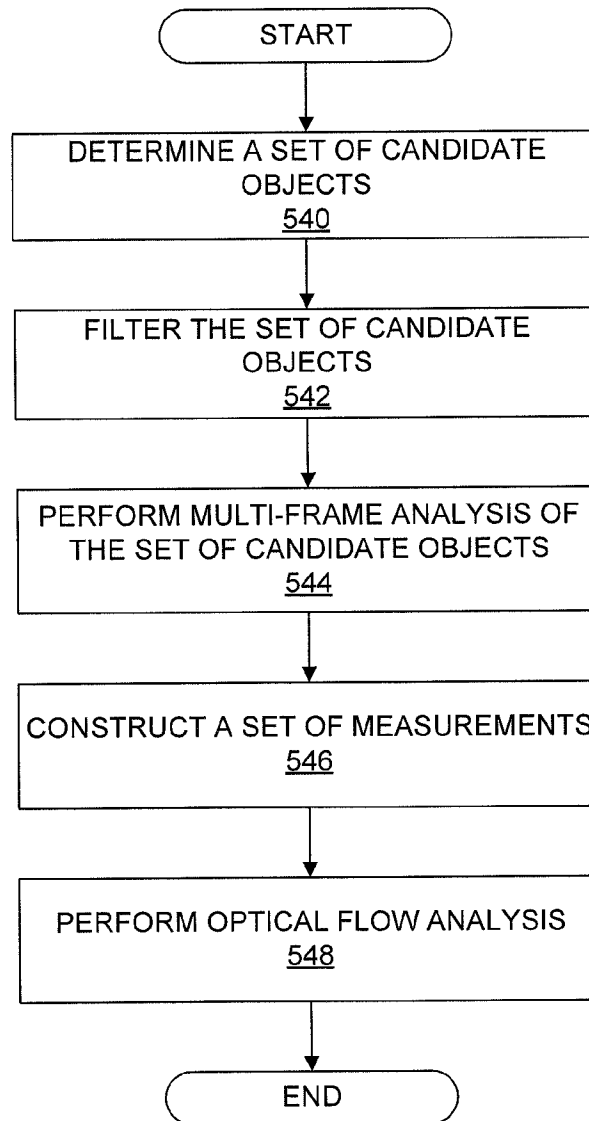 START
DETERMINE A SET OF CANDIDATE
OBJECTS
540
FILTER THE SET OF CANDIDATE
OBJECTS
542
PERFORM MULTI-FRAME ANALYSIS OF
THE SET OF CANDIDATE OBJECTS
544
CONSTRUCT A SET OF MEASUREMENTS
546
PERFORM OPTICAL FLOW ANALYSIS
548
END